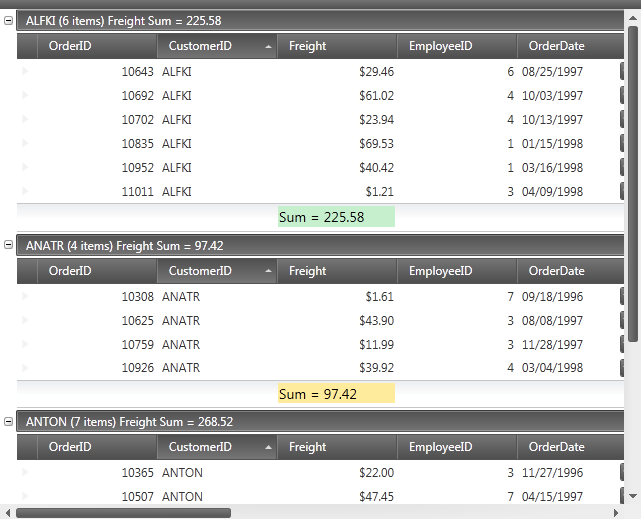 ALFKI (6 items) Freight Sum = 225.58
OrderID CustomerID Freight EmployeeID OrderDate
10643 ALFKI $29.46 6 08/25/1997
10692 ALFKI $61.02 4 10/03/1997
10702 ALFKI $23.94 4 10/13/1997
10835 ALFKI $69.53 1 01/15/1998
10952 ALFKI $40.42 1 03/16/1998
11011 ALFKI $1.21 3 04/09/1998
Sum = 225.58
ANATR (4 items) Freight Sum = 97.42
OrderID CustomerID Freight EmployeeID OrderDate
10308 ANATR $1.61 7 09/18/1996
10625 ANATR $43.90 3 08/08/1997
10759 ANATR $11.99 3 11/28/1997
10926 ANATR $39.92 4 03/04/1998
Sum = 97.42
ANTON (7 items) Freight Sum = 268.52
OrderID CustomerID Freight EmployeeID OrderDate
10365 ANTON $22.00 3 11/27/1996
10507 ANTON $47.45 7 04/15/1997